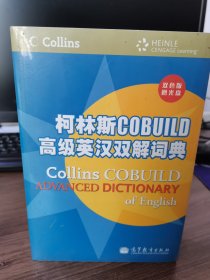 Collins
HEINLE
CENGAGE Learning
双色版
附光盘
柯林斯COBUILD
高级英汉双解词典
Collins COBUILD
ADVANCED DICTIONARY
of English
高等教育出版社